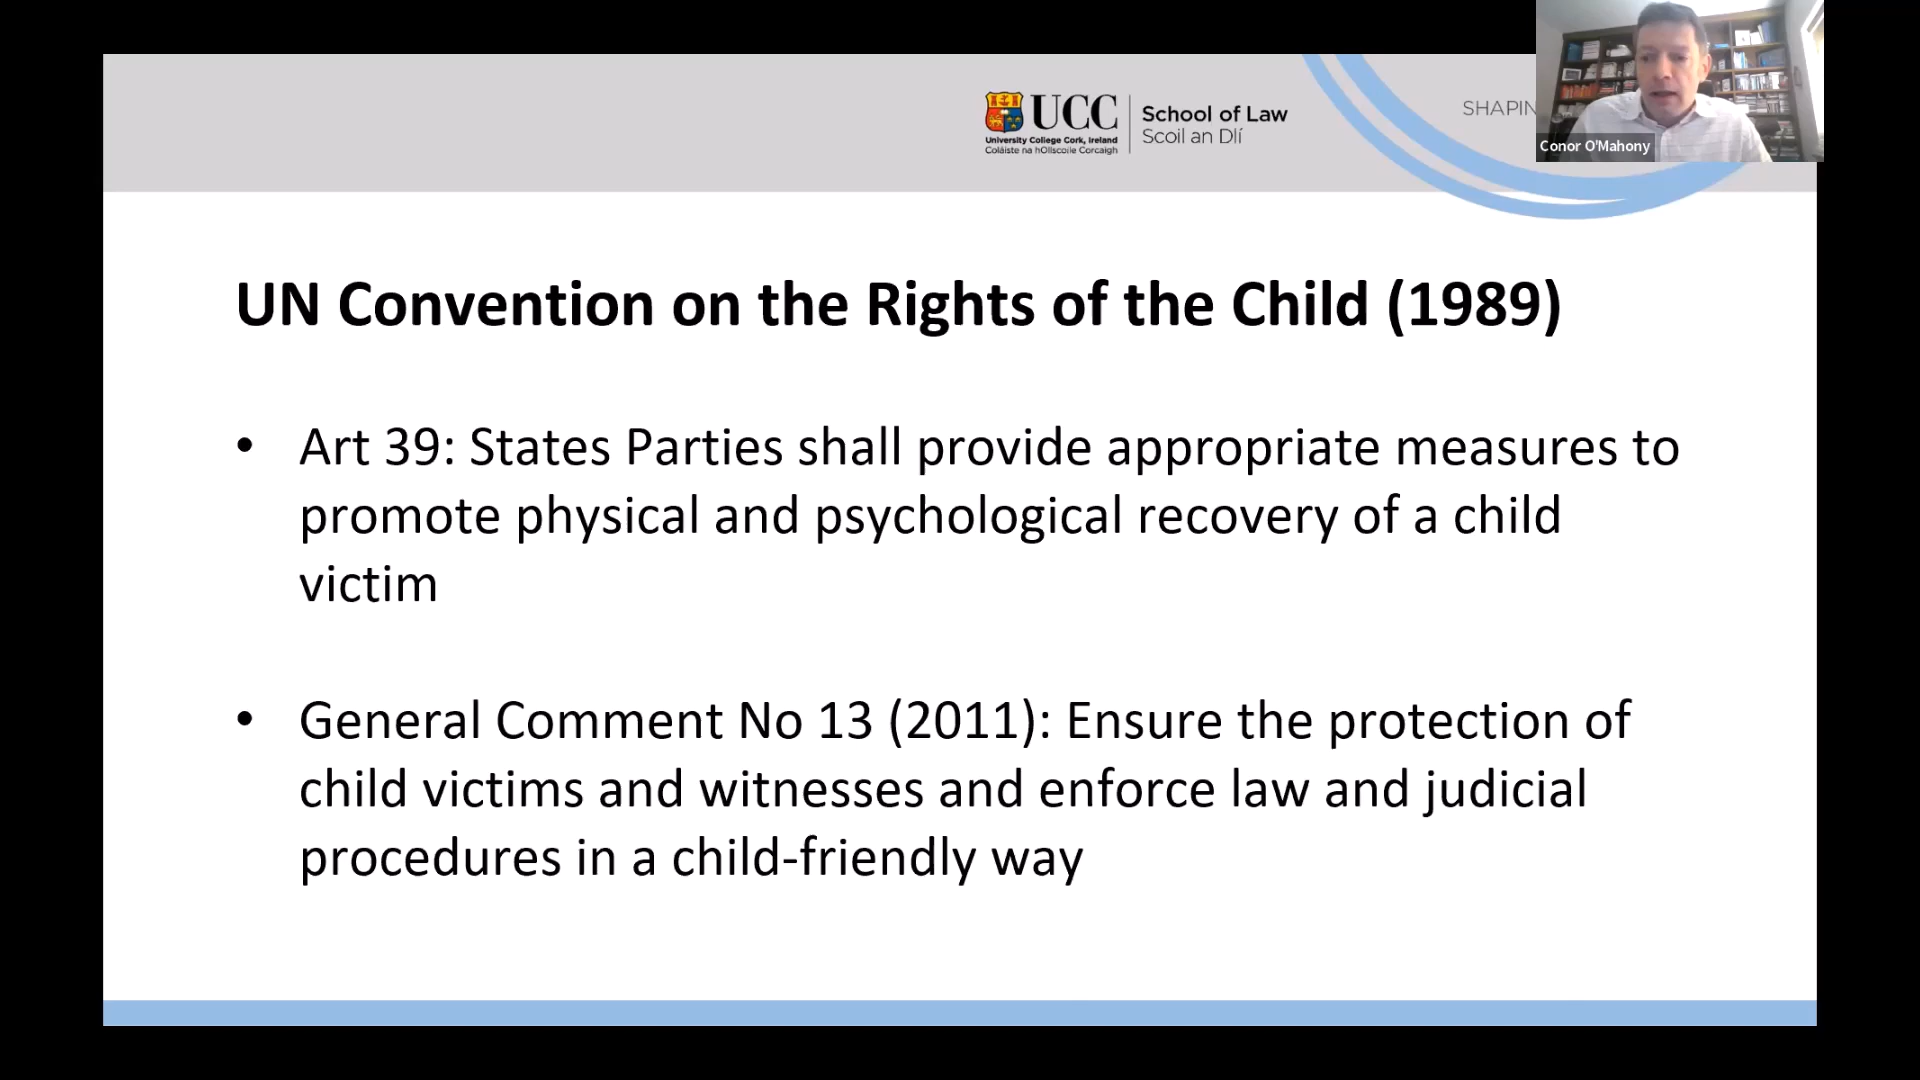 UCC
University College Cork, Ireland
Coláiste na hOllscoile Corcaigh
School of Law
Scoil an Dlí
SHAPIN
Conor O'Mahony
UN Convention on the Rights of the Child (1989)
• Art 39: States Parties shall provide appropriate measures to
promote physical and psychological recovery of a child
victim
• General Comment No 13 (2011): Ensure the protection of
child victims and witnesses and enforce law and judicial
procedures in a child-friendly way